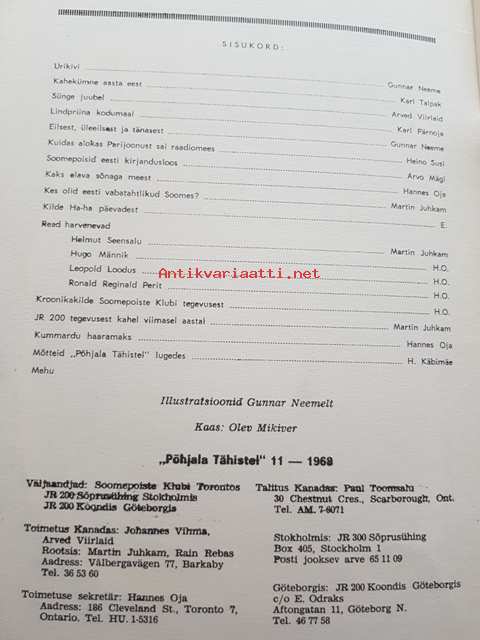 SISUKORD:
Urikivi Gunnar Neeme
Kahekümne aasta eest Karl Talpak
Sünge juubel Arved Viirlaid
Lindpriina kodumaal Karl Pärnoja
Eilsest, üleeilsest ja tänasest Gunnar Neeme
Kuidas alokas Parijoonust sai raadiomees Heino Susi
Soomepoisid eesti kirjandusloos Arvo Mägi
Kaks elava sõnaga meest Hannes Oja
Kes olid eesti vabatahtlikud Soomes? Martin Juhkam
Kilde Ha-ha päevadest E.
Read harvenevad
Helmut Seensalu Martin Juhkam
Hugo Männik H.O.
Leopold Loodus H.O.
Ronald Reginald Perit H.O.
Kroonikakilde Soomepoiste Klubi tegevusest H.O.
JR 200 tegevusest kahel viimasel aastal Martin Juhkam
Kummardu haaramaks Hannes Oja
Mõtteid „Põhjala Tähistel" lugedes H. Käbimäe
Mehu
Antikvariaatti.net
Illustratsioonid Gunnar Neemelt
Kaas: Olev Mikiver
„Põhjala Tähistel" 11 — 1968
Väljaandjad: Soomepoiste Klubi Torontos
JR 200 Sõprusühing Stokholmis
JR 200 Koondis Göteborgis
Toimetus Kanadas: Johannes Vihma,
Arved Viirlaid
Rootsis: Martin Juhkam, Rain Rebas
Aadress: Välbergavägen 77, Barkaby
Tel. 36 53 60
Toimetuse sekretär: Hannes Oja
Aadress: 186 Cleveland St., Toronto 7,
Ontario. Tel. HU. 1-5316
Talitus Kanadas: Paul Toomsalu
30 Chestnut Cres., Scarborough, Ont.
Tel. AM. 7-6071
Stokholmis: JR 300 Sõprusühing
Box 405, Stockholm 1
Posti jooksev arve 65 11 09
Göteborgis: JR 200 Koondis Göteborgis
c/o E. Odraks
Aftongatan 11, Göteborg N.
Tel. 46 77 58